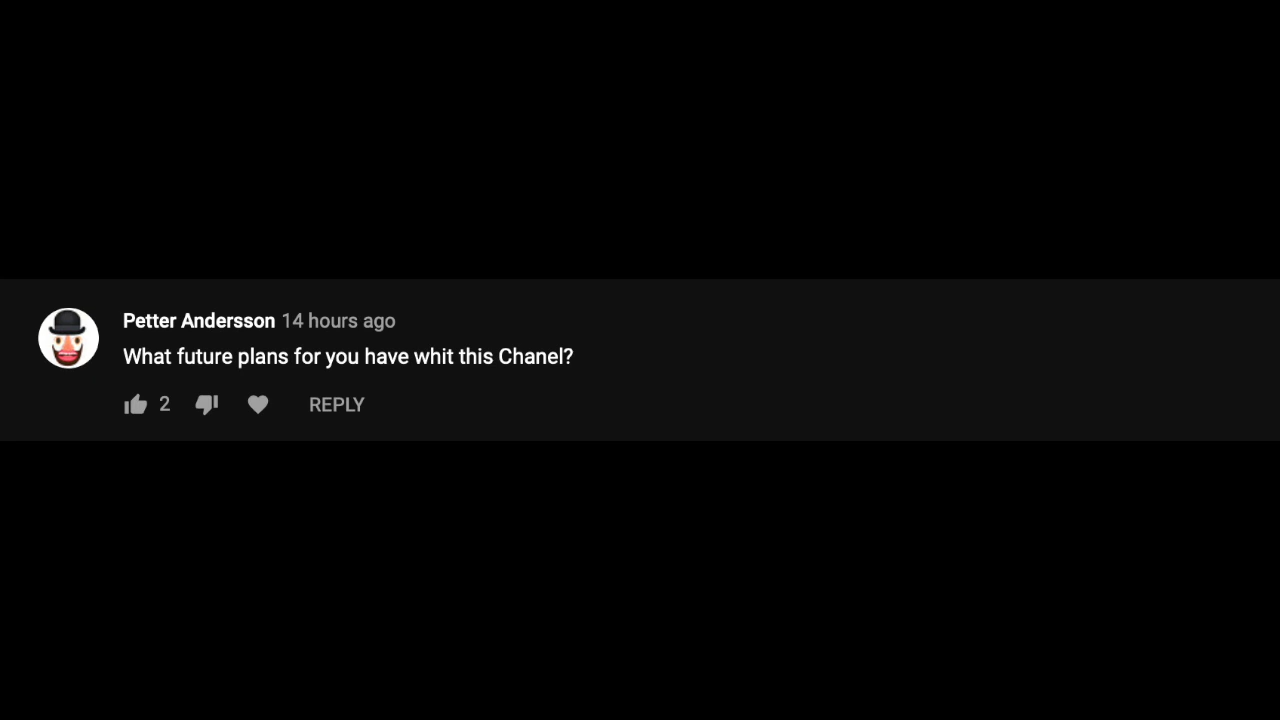 Petter Andersson 14 hours ago
What future plans for you have whit this Chanel?
2 REPLY